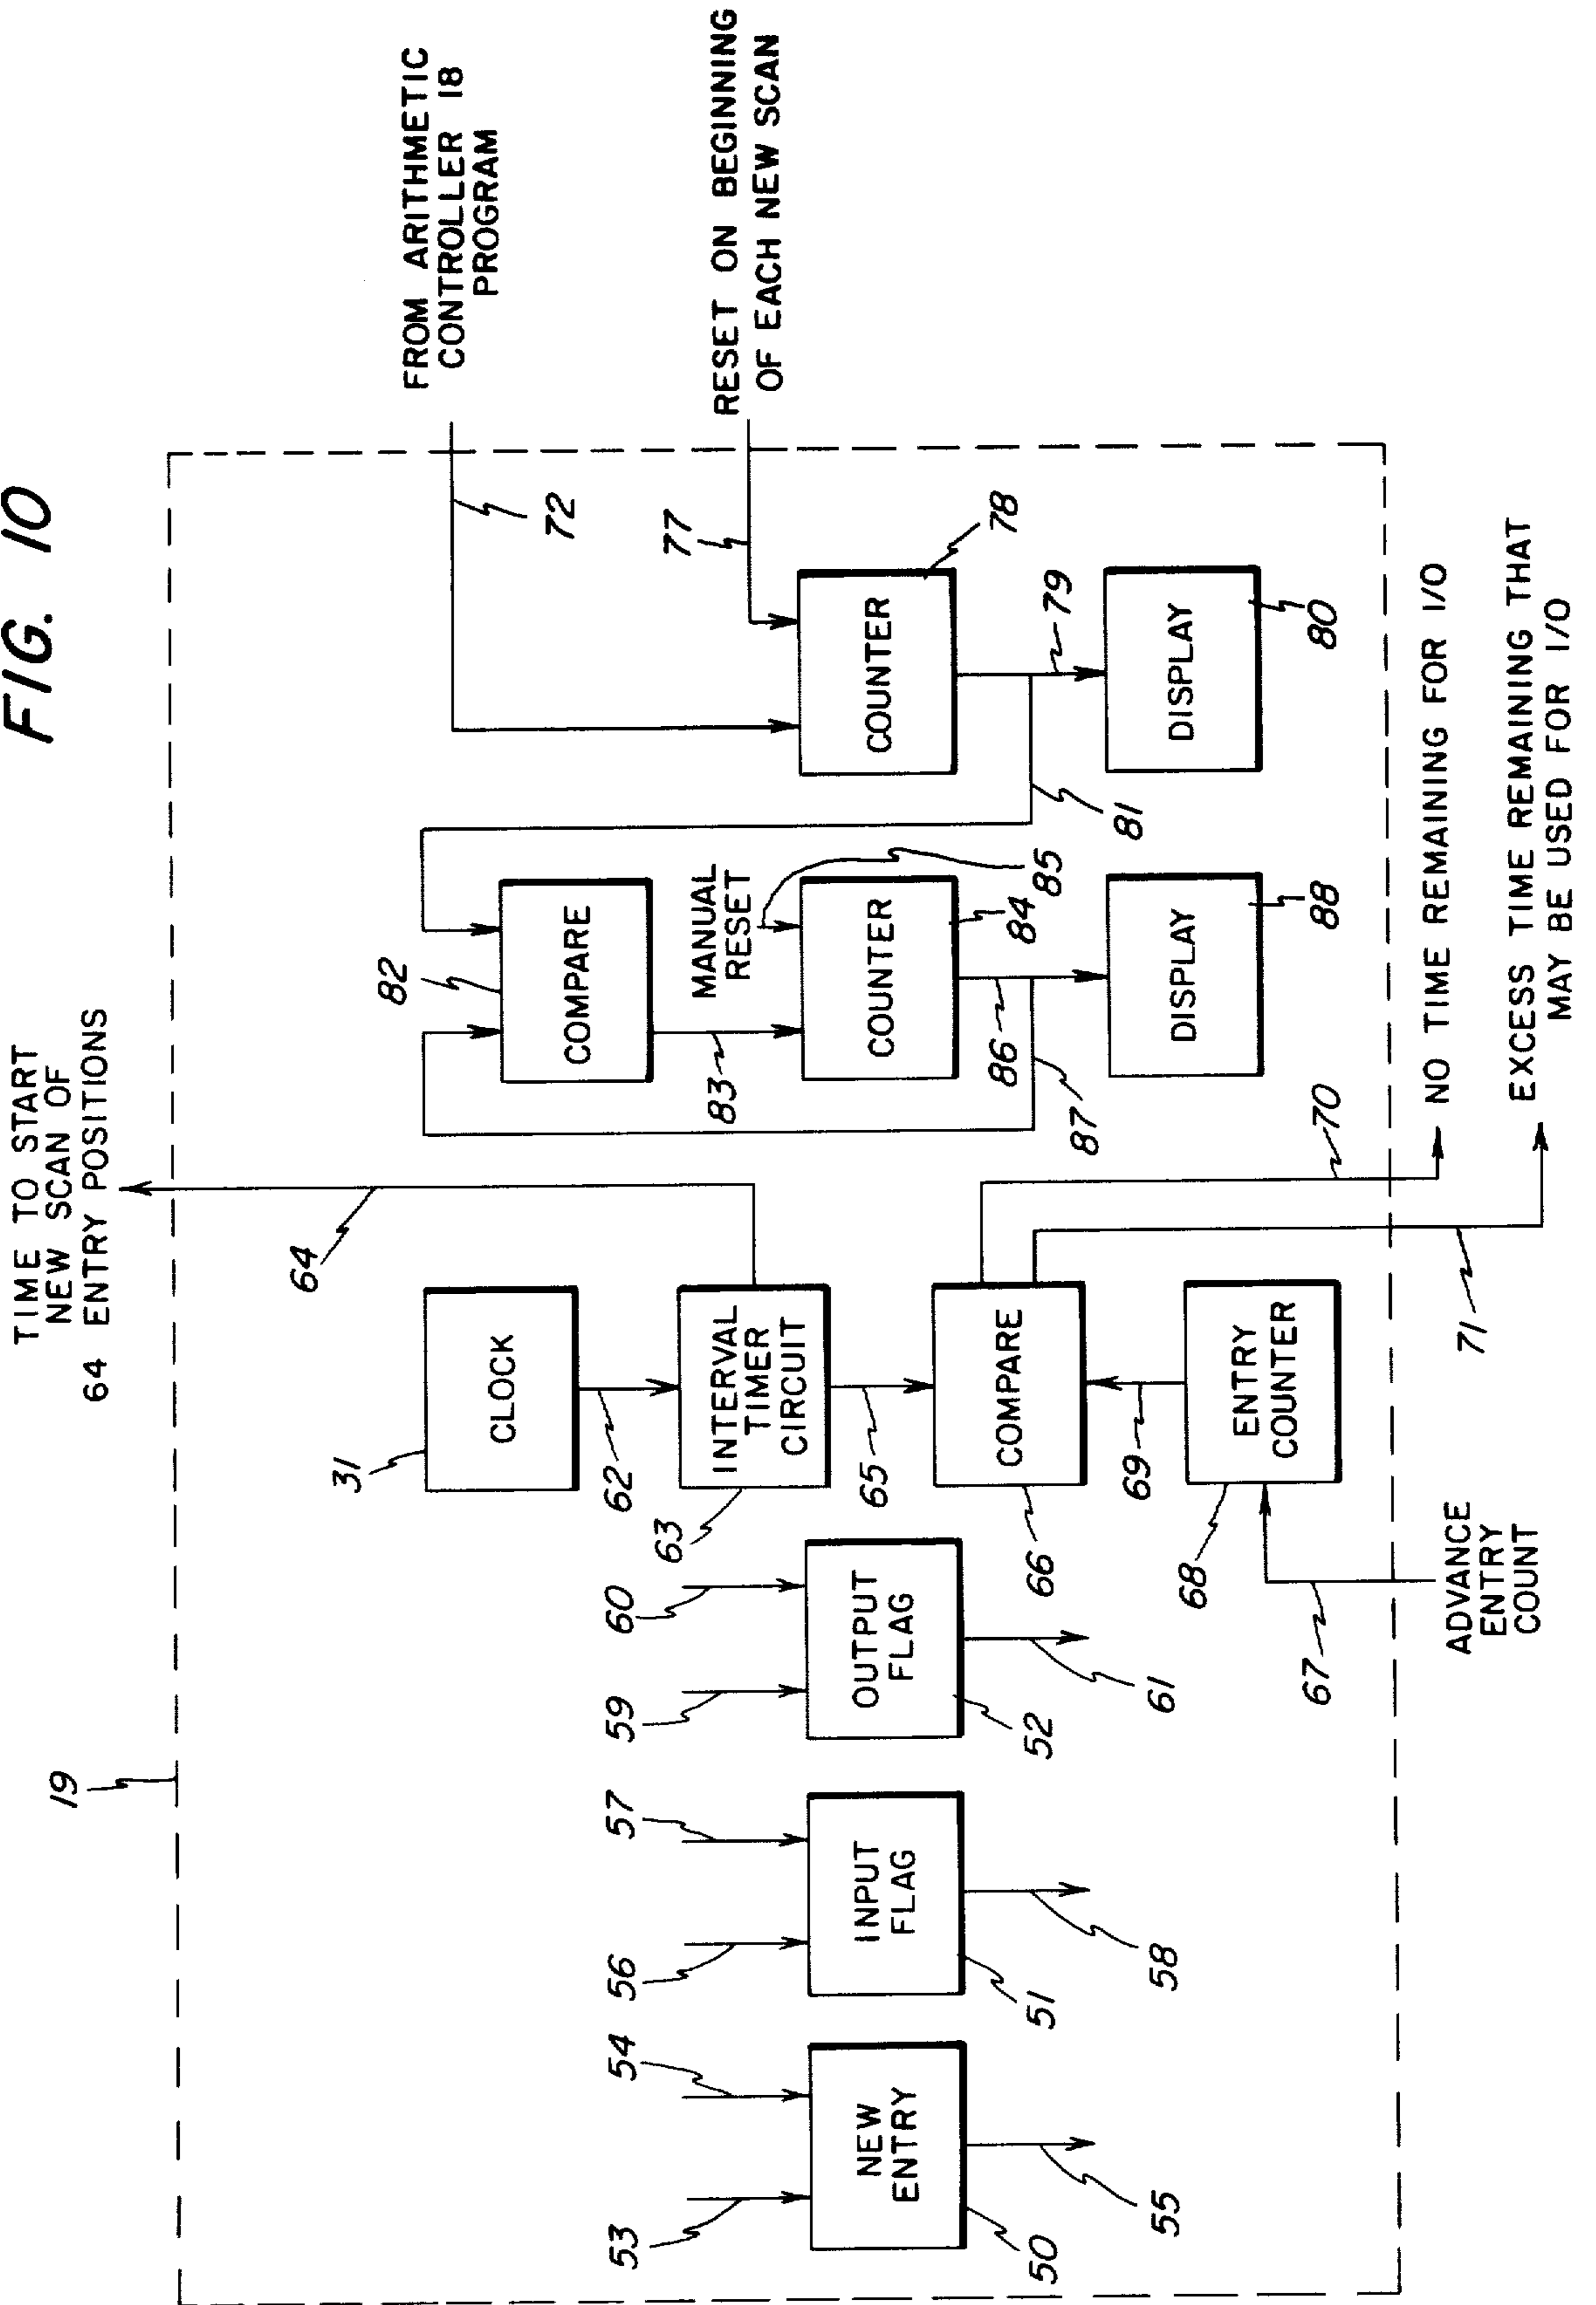 FIG. 10
19
TIME TO START
NEW SCAN OF
64 ENTRY POSITIONS
64
FROM ARITHMETIC
CONTROLLER 18
PROGRAM
72
RESET ON BEGINNING
OF EACH NEW SCAN
77
53
54
NEW
ENTRY
50
55
56
57
INPUT
FLAG
51
58
59
60
OUTPUT
FLAG
52
61
31
CLOCK
62
63
INTERVAL
TIMER
CIRCUIT
65
66
COMPARE
69
68
ENTRY
COUNTER
67
ADVANCE
ENTRY
COUNT
82
COMPARE
83
MANUAL
RESET
85
COUNTER
84
86
87
DISPLAY
88
COUNTER
78
79
81
DISPLAY
80
70
NO TIME REMAINING FOR I/O
71
EXCESS TIME REMAINING THAT
MAY BE USED FOR I/O